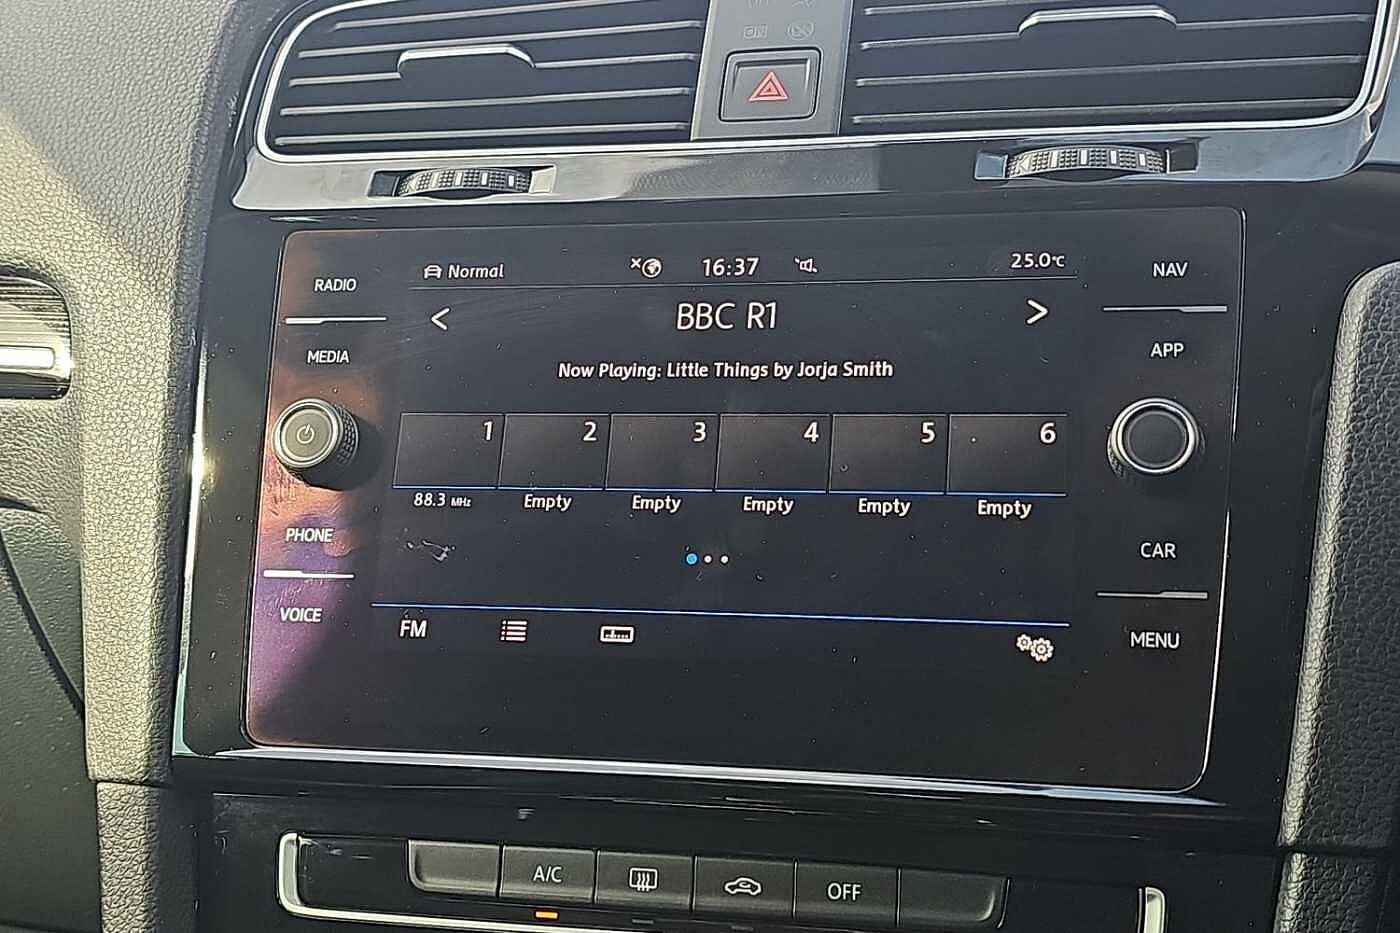 RADIO
MEDIA
PHONE
VOICE
Normal
16:37
25.0°C
BBC R1
Now Playing: Little Things by Jorja Smith
1 2 3 4 5 6
88.3 MHz Empty Empty Empty Empty Empty
FM
NAV
APP
CAR
MENU
A/C
OFF